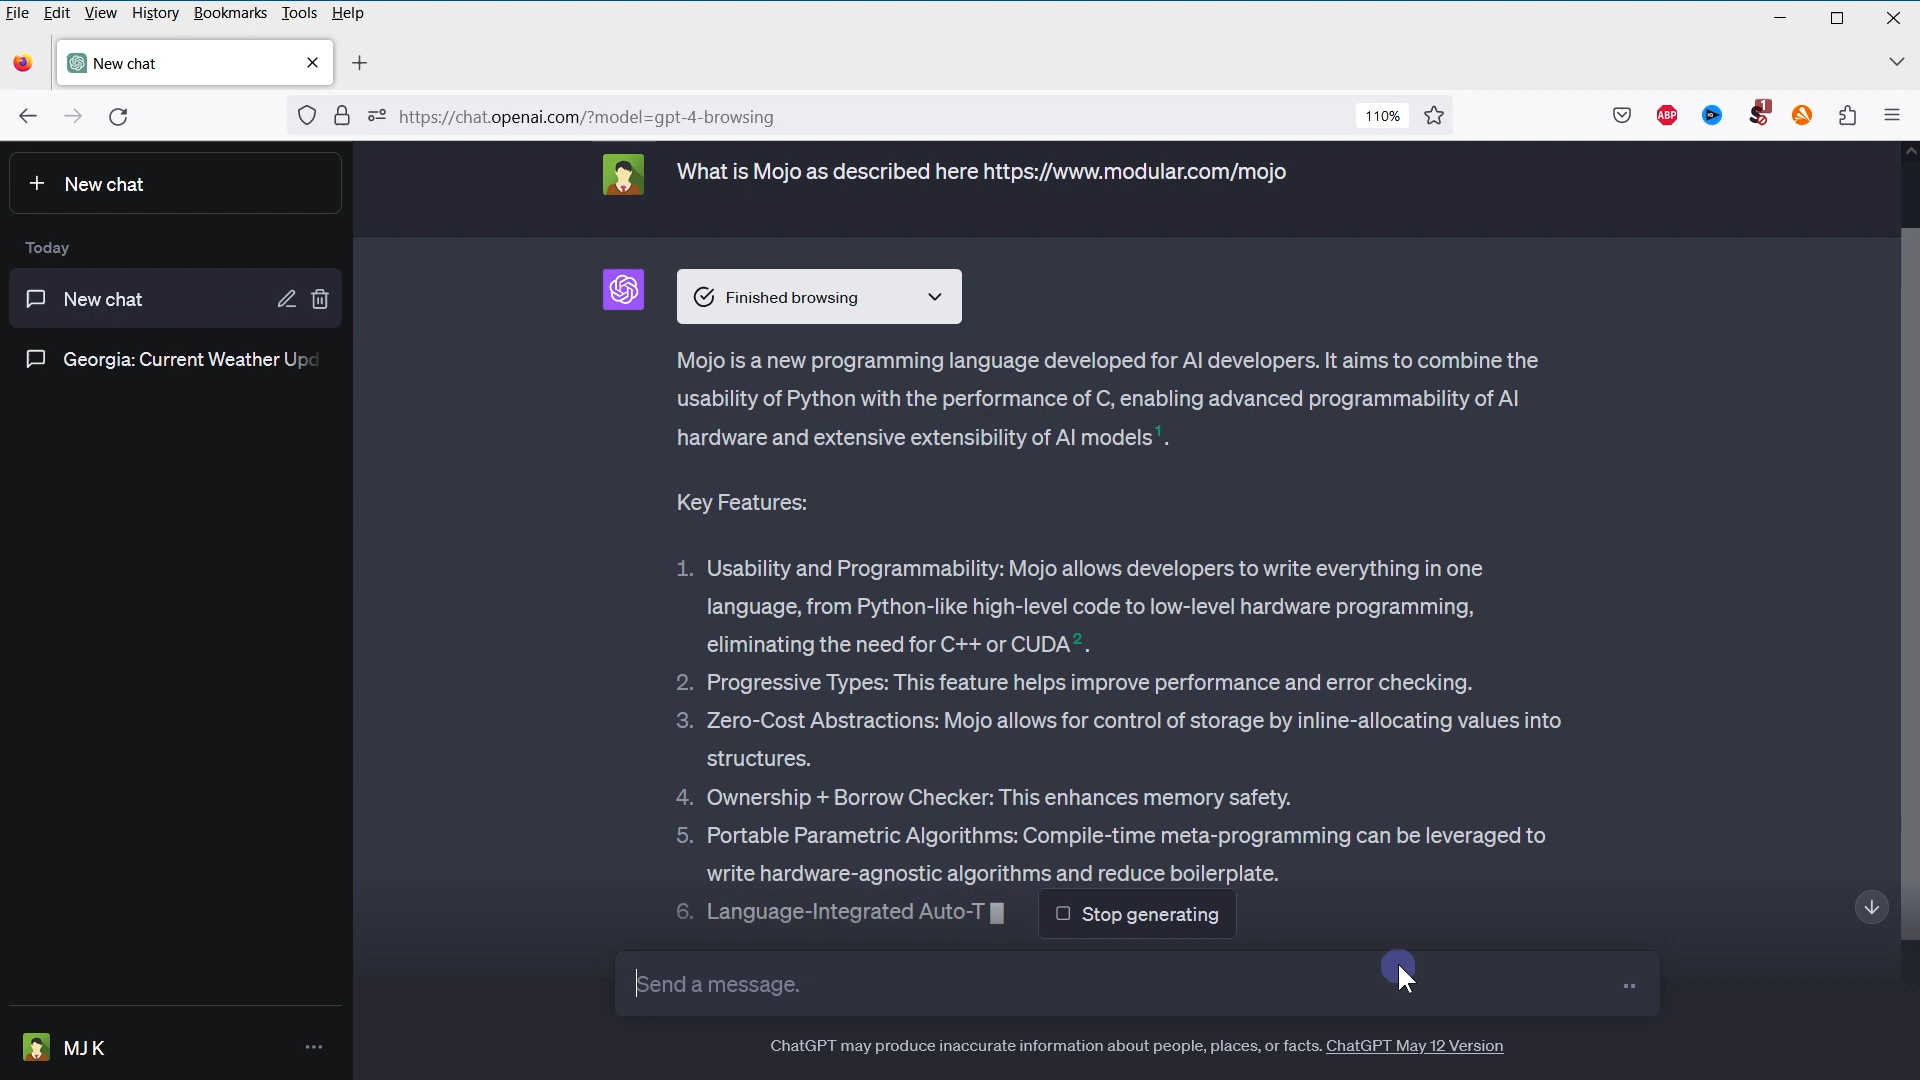 File Edit View History Bookmarks Tools Help
New chat
https://chat.openai.com/?model=gpt-4-browsing
110%
ABP
1
New chat
Today
New chat
Georgia: Current Weather Upd
MJ K
What is Mojo as described here https://www.modular.com/mojo
Finished browsing
Mojo is a new programming language developed for AI developers. It aims to combine the
usability of Python with the performance of C, enabling advanced programmability of AI
hardware and extensive extensibility of AI models1.
Key Features:
1. Usability and Programmability: Mojo allows developers to write everything in one
language, from Python-like high-level code to low-level hardware programming,
eliminating the need for C++ or CUDA2.
2. Progressive Types: This feature helps improve performance and error checking.
3. Zero-Cost Abstractions: Mojo allows for control of storage by inline-allocating values into
structures.
4. Ownership + Borrow Checker: This enhances memory safety.
5. Portable Parametric Algorithms: Compile-time meta-programming can be leveraged to
write hardware-agnostic algorithms and reduce boilerplate.
6. Language-Integrated Auto-T
Stop generating
Send a message.
ChatGPT may produce inaccurate information about people, places, or facts. ChatGPT May 12 Version